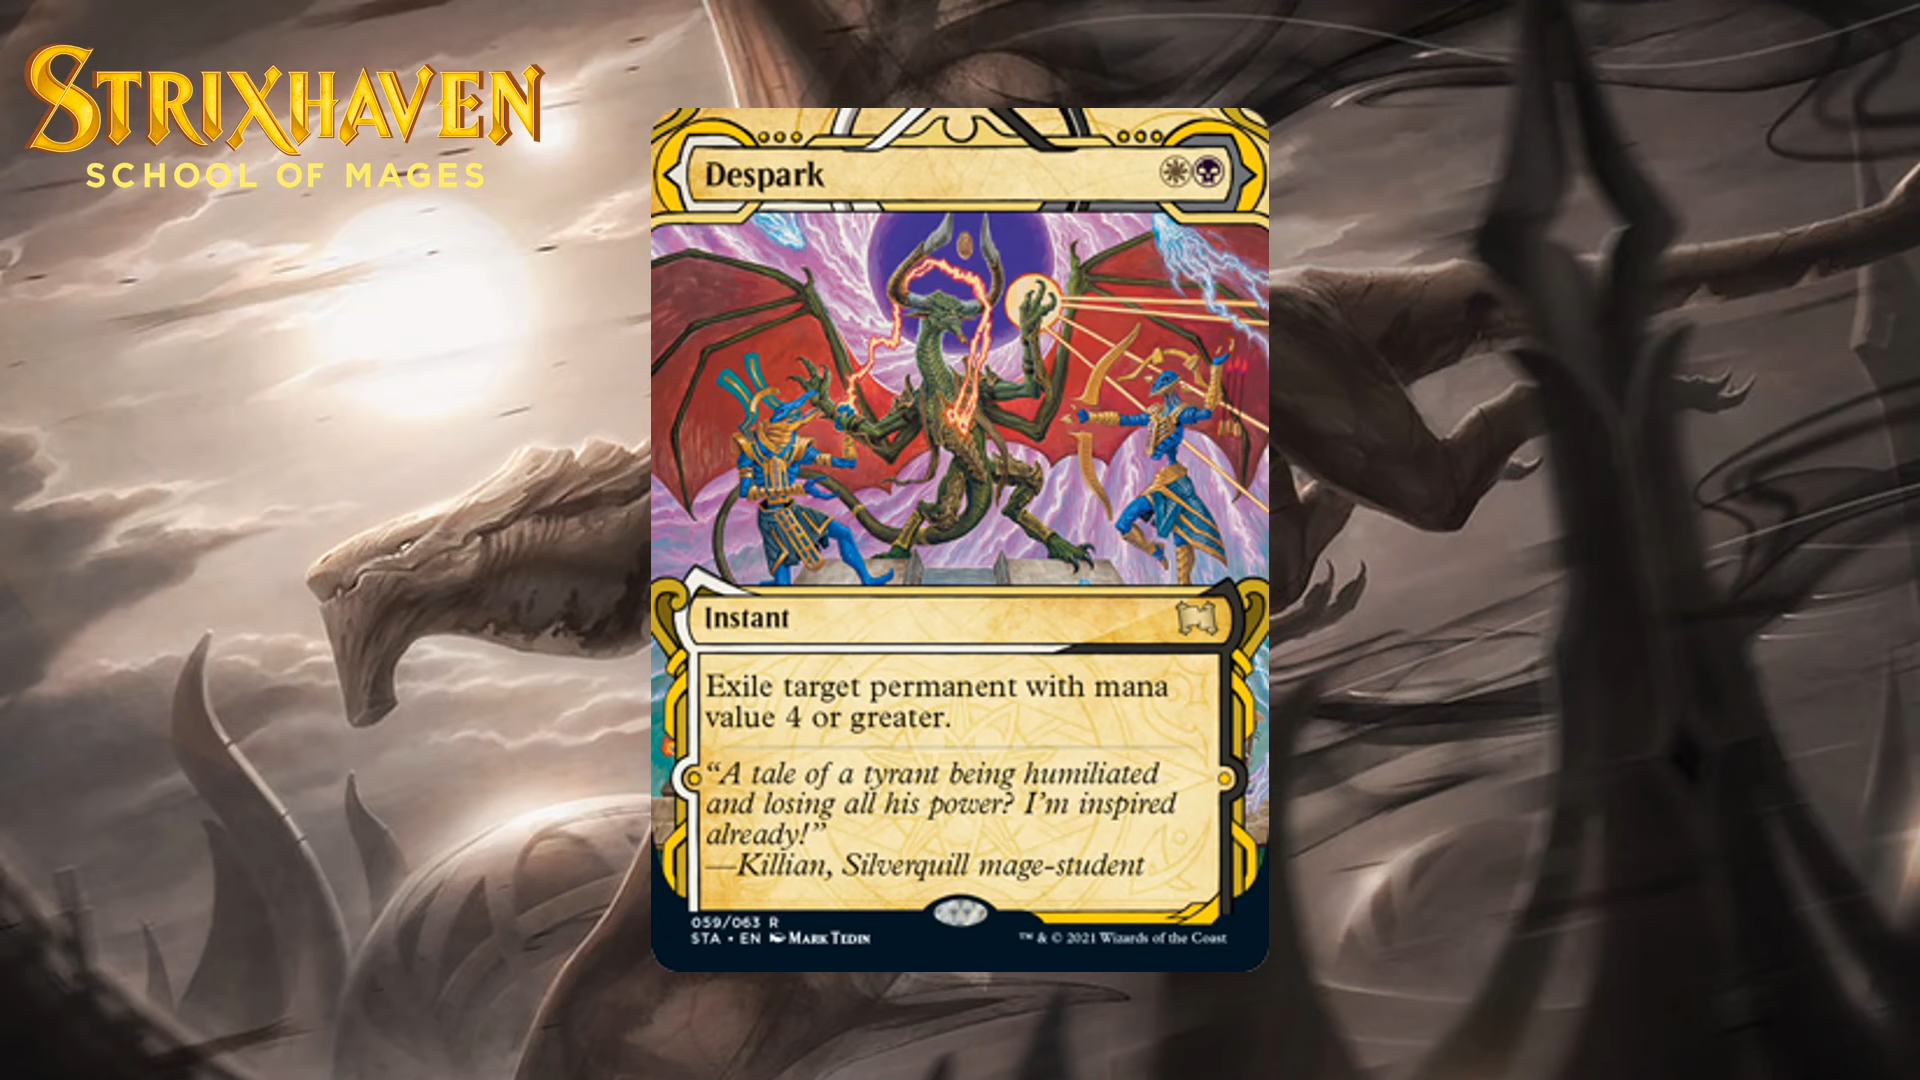 STRIXHAVEN
SCHOOL OF MAGES
Despark
Instant
Exile target permanent with mana
value 4 or greater.
“A tale of a tyrant being humiliated
and losing all his power? I’m inspired
already!”
—Killian, Silverquill mage-student
059/063 R
STA • EN Mark Tedin
™ & © 2021 Wizards of the Coast